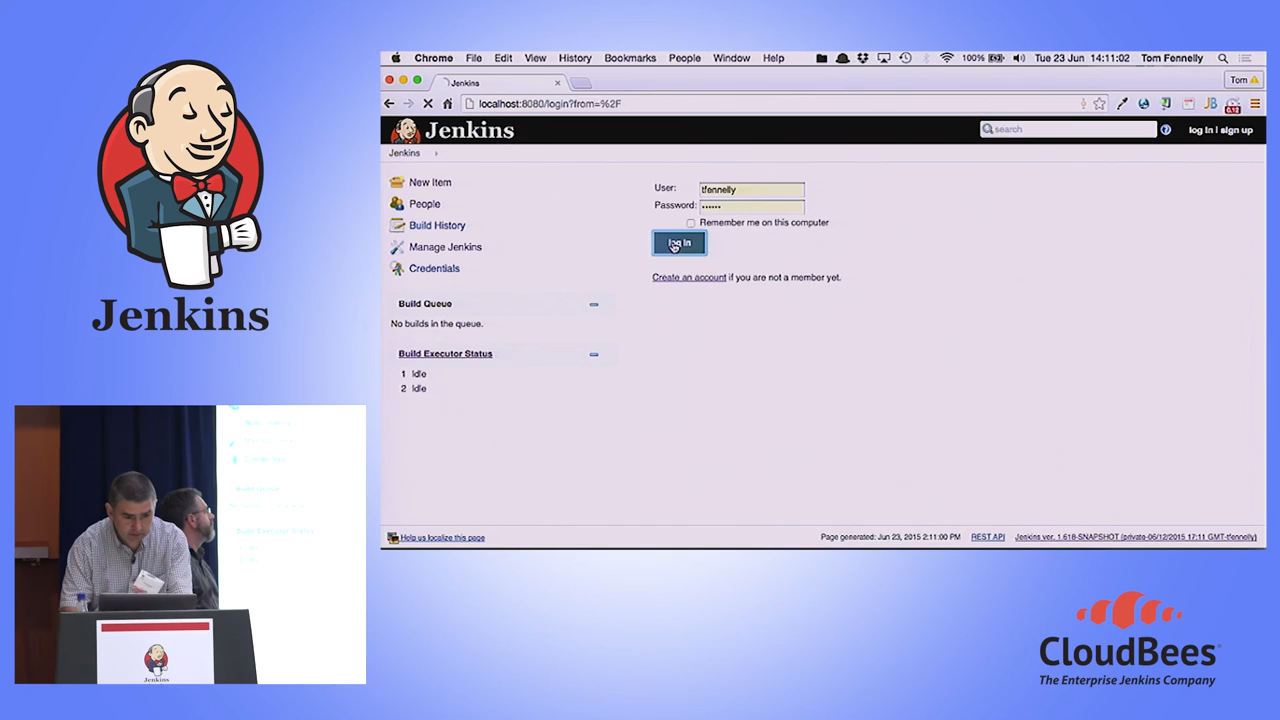 Jenkins
Chrome File Edit View History Bookmarks People Window Help 100% Tue 23 Jun 14:11:02 Tom Fennelly
Jenkins
Tom
localhost:8080/login?from=%2F
JB
Jenkins
search
log in | sign up
Jenkins
New Item
People
Build History
Manage Jenkins
Credentials
User: tfennelly
Password: ••••••
Remember me on this computer
log in
Create an account if you are not a member yet.
Build Queue
No builds in the queue.
Build Executor Status
1 Idle
2 Idle
Help us localize this page
Page generated: Jun 23, 2015 2:11:00 PM REST API Jenkins ver. 1.618-SNAPSHOT (private-06/12/2015 17:11 GMT-tfennelly)
Jenkins
CloudBees
The Enterprise Jenkins Company